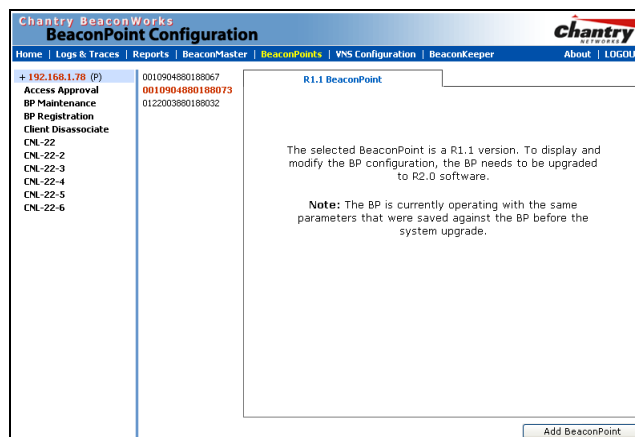 Chantry BeaconWorks
BeaconPoint Configuration
chantry
NETWORKS
Home | Logs & Traces | Reports | BeaconMaster | BeaconPoints | VNS Configuration | BeaconKeeper
About | LOGOU
+ 192.168.1.78 (P)
Access Approval
BP Maintenance
BP Registration
Client Disassociate
CNL-22
CNL-22-2
CNL-22-3
CNL-22-4
CNL-22-5
CNL-22-6
0010904880188067
0010904880188073
0122003880188032
R1.1 BeaconPoint
The selected BeaconPoint is a R1.1 version. To display and
modify the BP configuration, the BP needs to be upgraded
to R2.0 software.
Note: The BP is currently operating with the same
parameters that were saved against the BP before the
system upgrade.
Add BeaconPoint